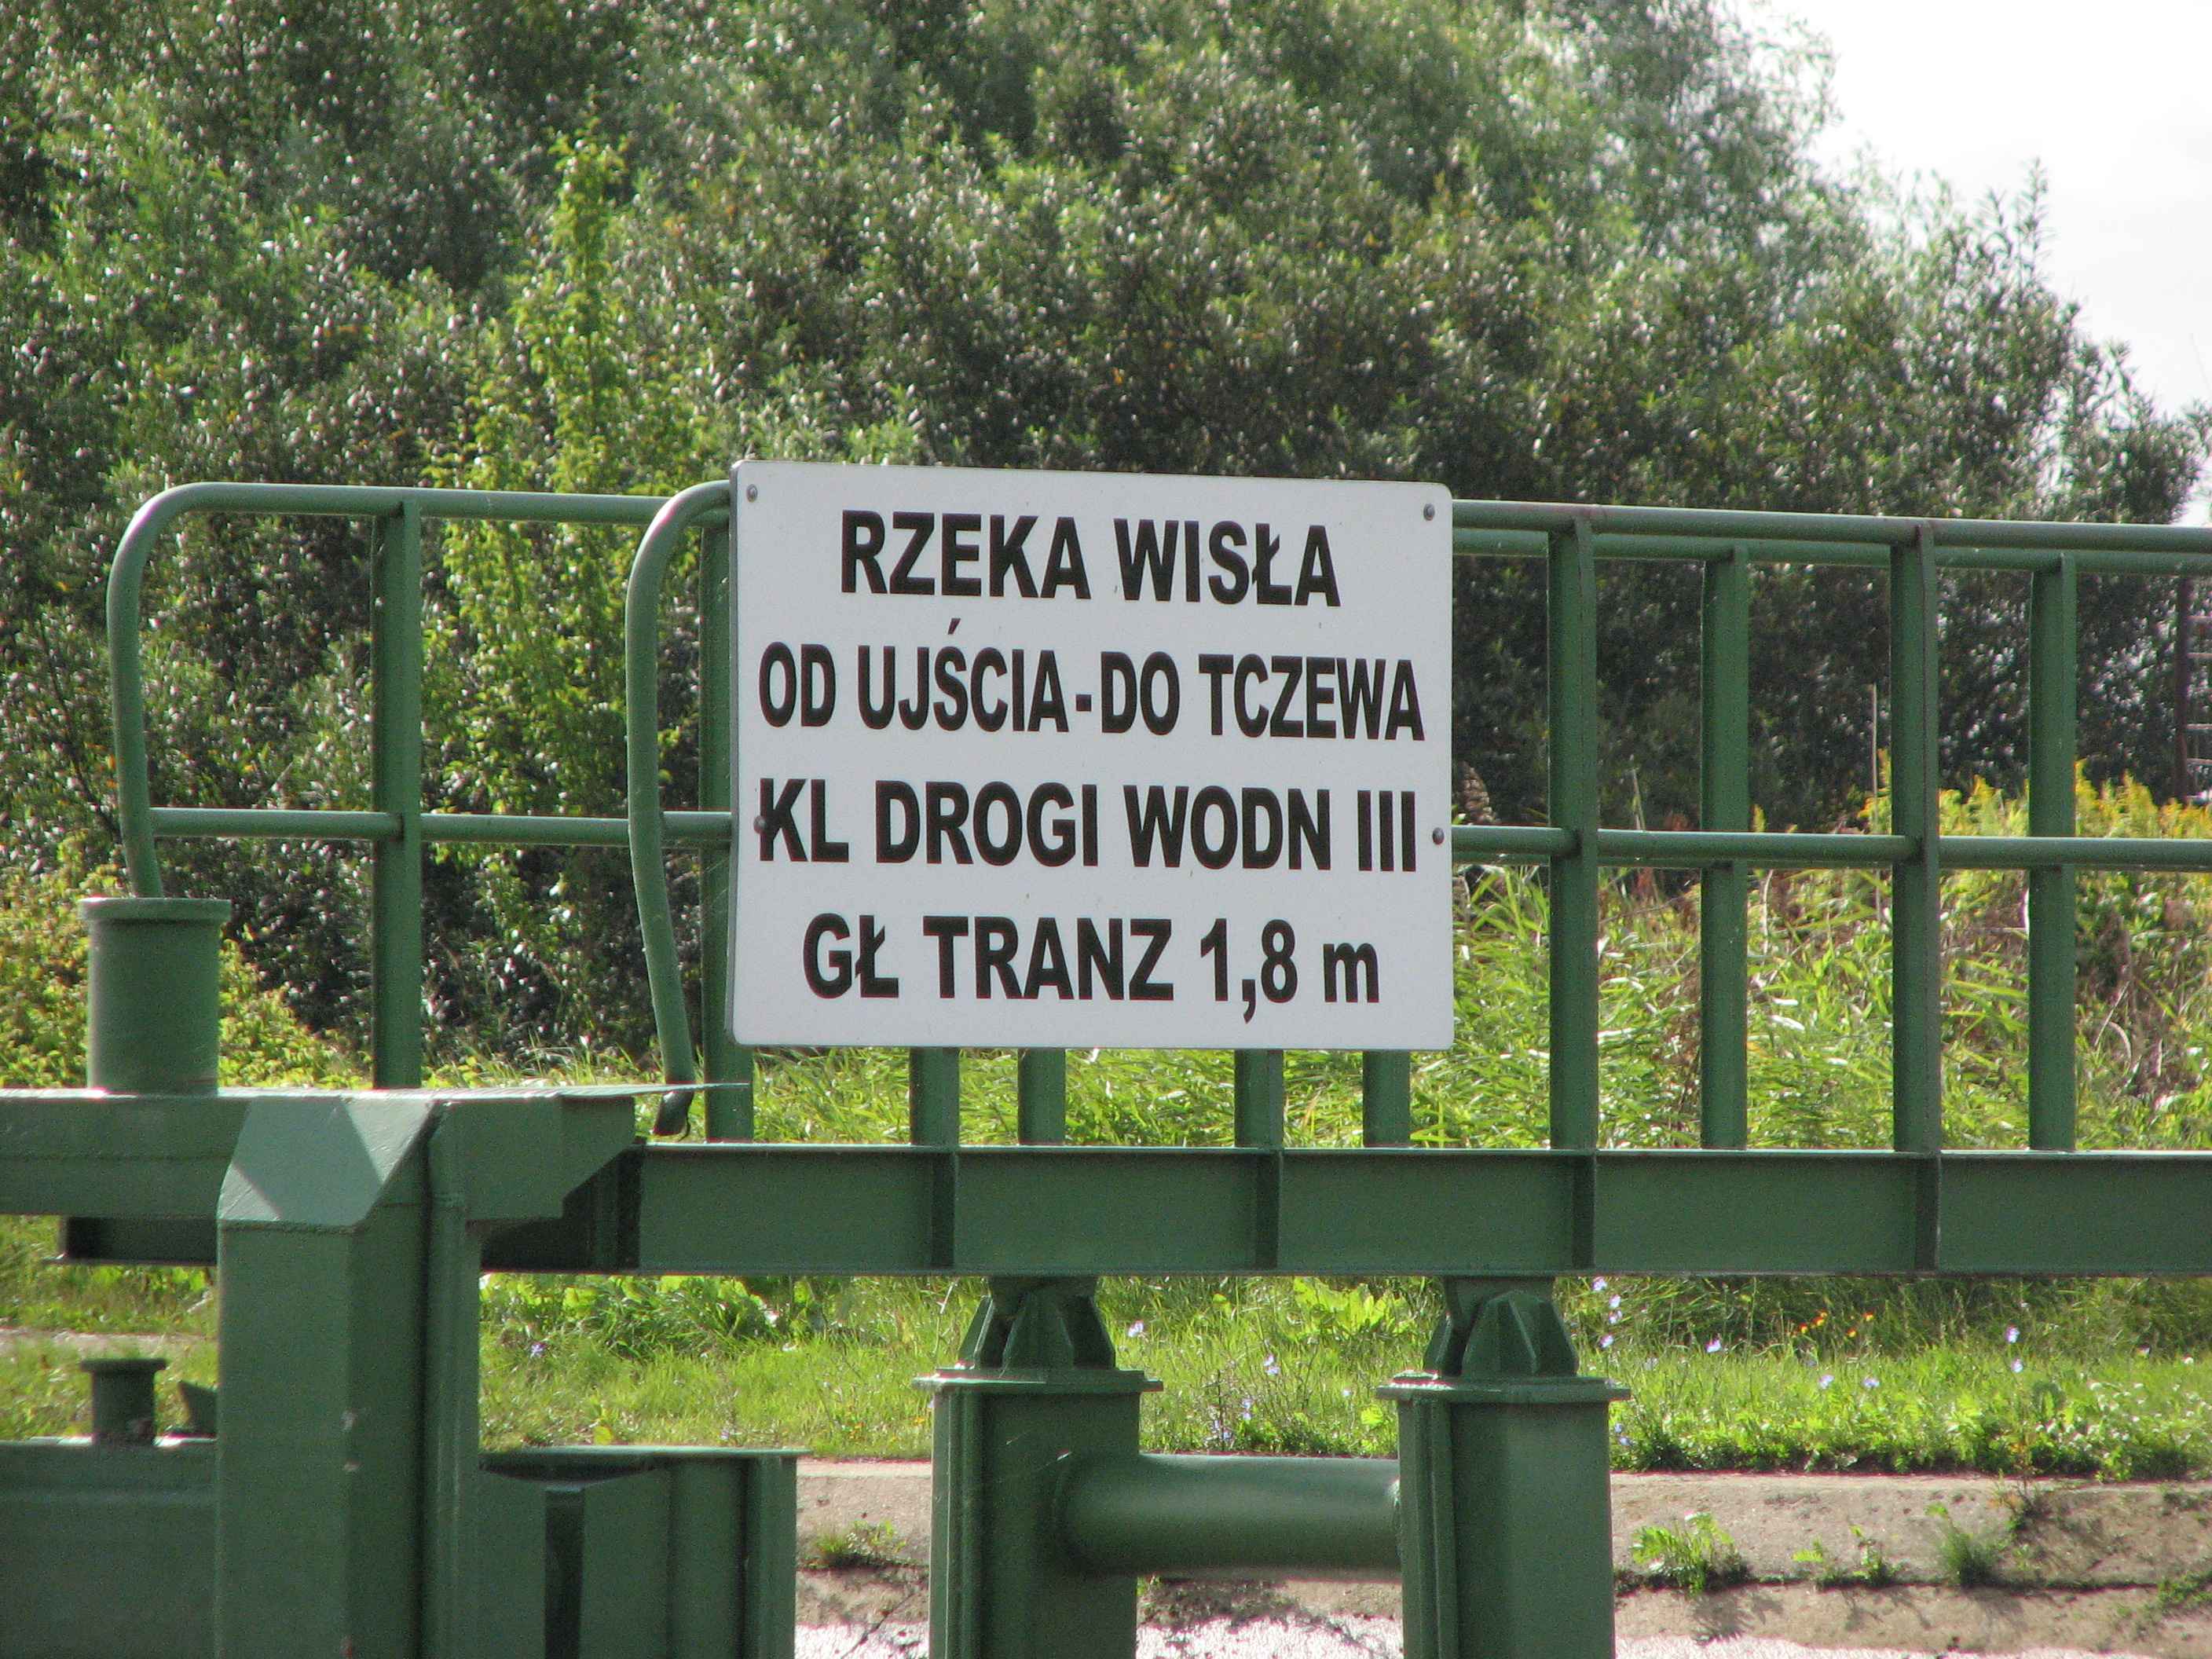 RZEKA WISŁA
OD UJŚCIA-DO TCZEWA
KL DROGI WODN III
GŁ TRANZ 1,8 m